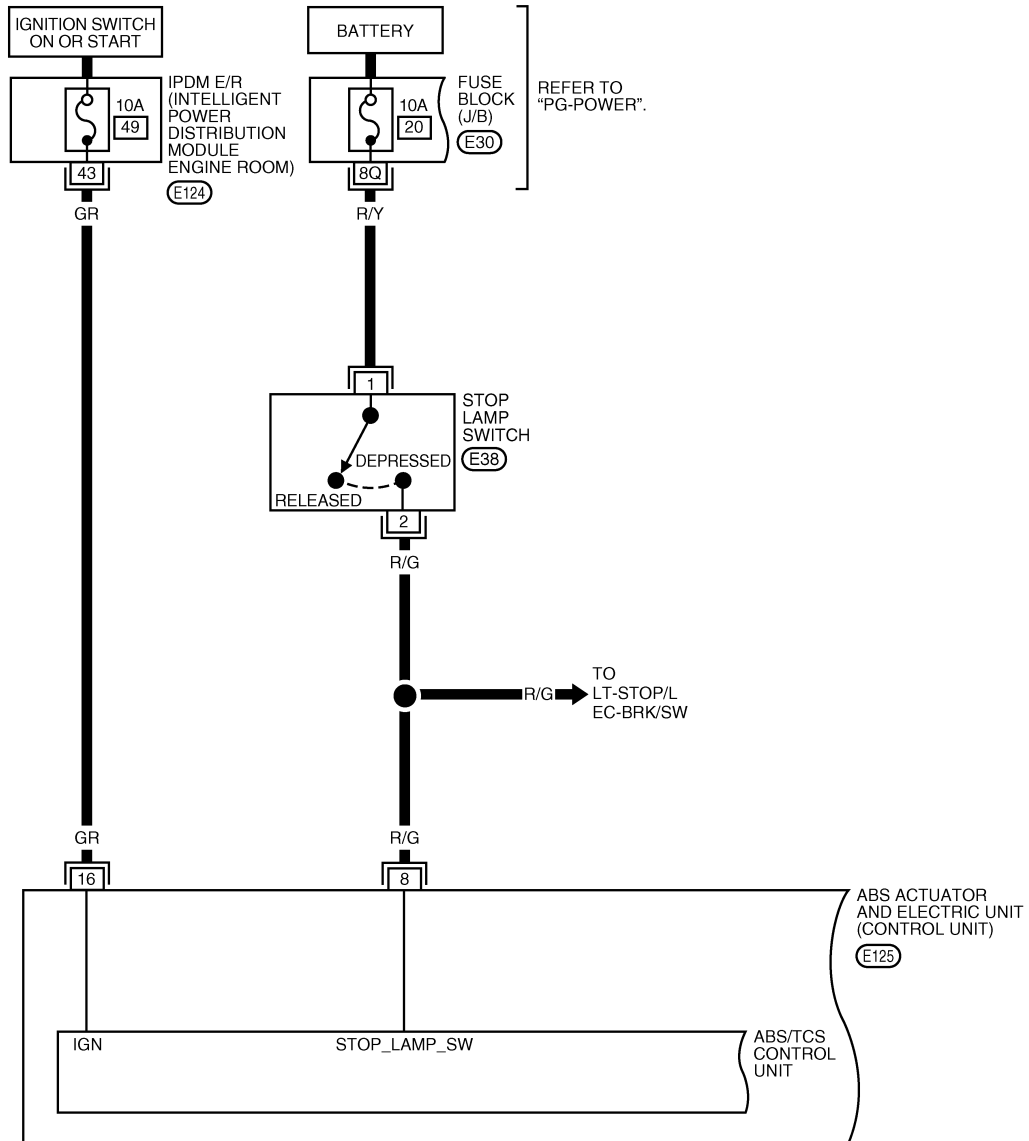 IGNITION SWITCH
ON OR START
BATTERY
IPDM E/R
(INTELLIGENT
POWER
DISTRIBUTION
MODULE
ENGINE ROOM)
E124
10A
49
43
GR
FUSE
BLOCK
(J/B)
E30
10A
20
8Q
R/Y
REFER TO
“PG-POWER”.
1
STOP
LAMP
SWITCH
E38
DEPRESSED
RELEASED
2
R/G
R/G
TO
LT-STOP/L
EC-BRK/SW
GR
R/G
16
8
ABS ACTUATOR
AND ELECTRIC UNIT
(CONTROL UNIT)
E125
IGN
STOP_LAMP_SW
ABS/TCS
CONTROL
UNIT